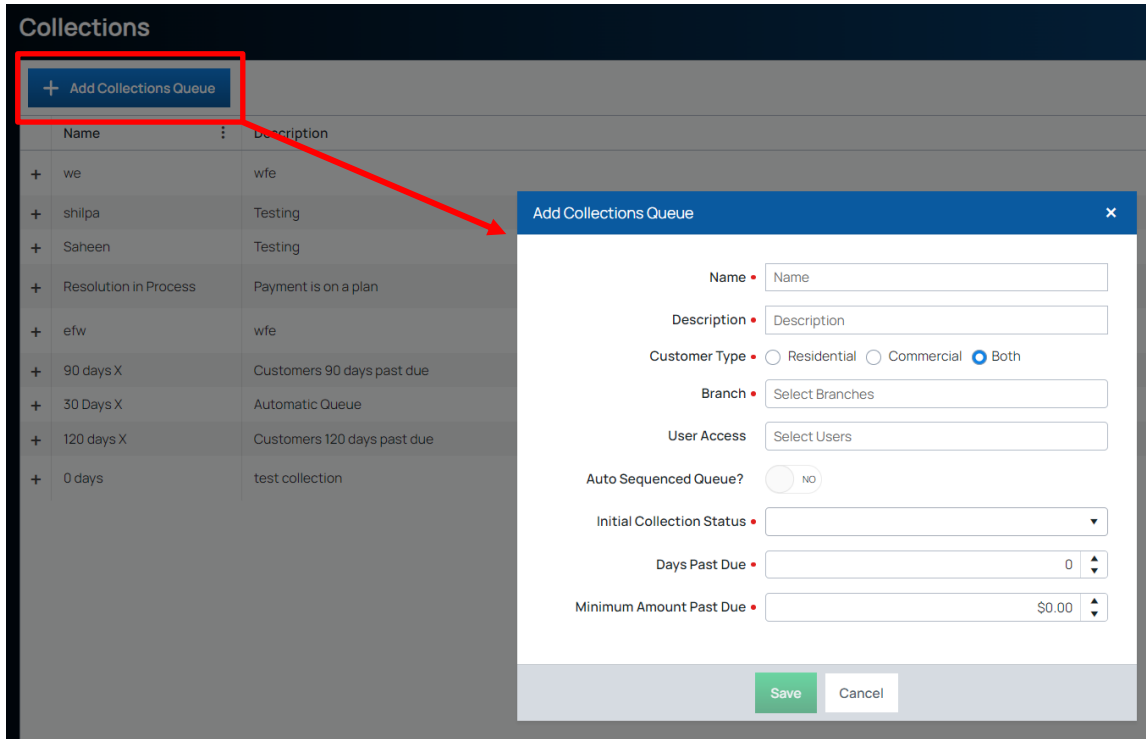 Collections
+ Add Collections Queue
Name Description
+ we wfe
+ shilpa Testing
+ Saheen Testing
+ Resolution in Process Payment is on a plan
+ efw wfe
+ 90 days X Customers 90 days past due
+ 30 Days X Automatic Queue
+ 120 days X Customers 120 days past due
+ 0 days test collection
Add Collections Queue ×
Name • Name
Description • Description
Customer Type • Residential Commercial Both
Branch • Select Branches
User Access Select Users
Auto Sequenced Queue? NO
Initial Collection Status •
Days Past Due • 0
Minimum Amount Past Due • $0.00
Save Cancel